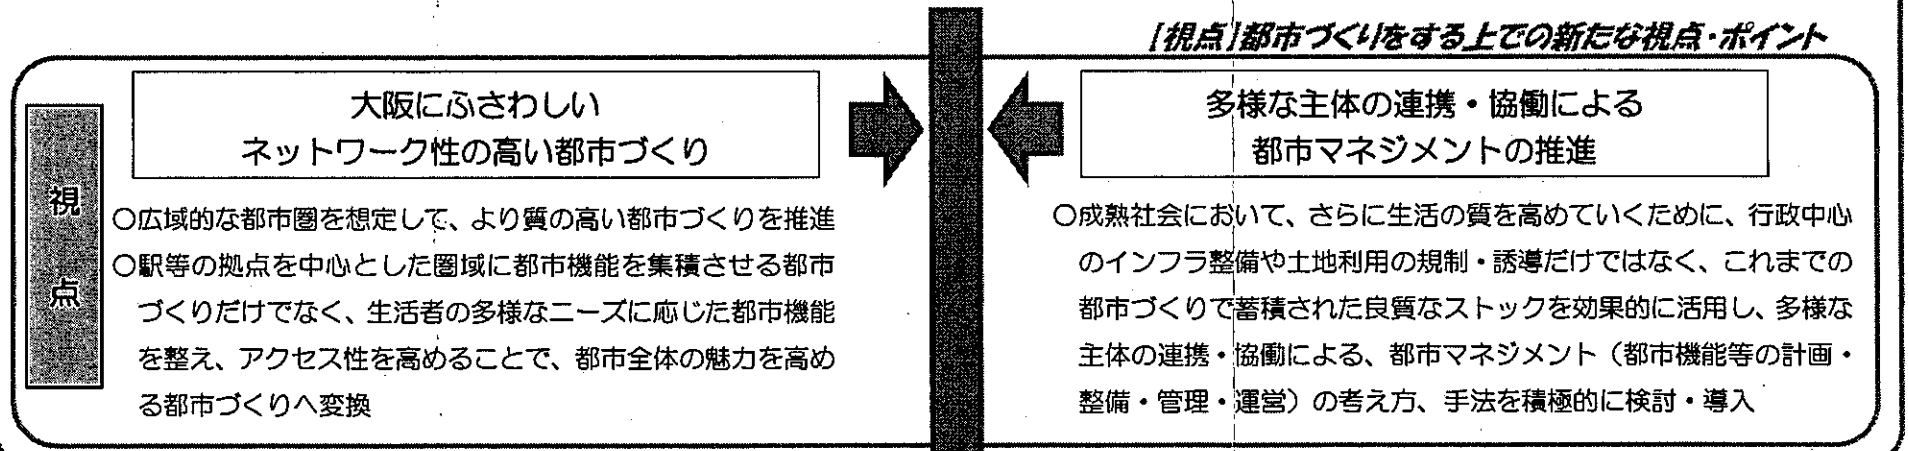 [視点]都市づくりをする上での新たな視点・ポイント
視点
大阪にふさわしい
ネットワーク性の高い都市づくり
○広域的な都市圏を想定して、より質の高い都市づくりを推進
○駅等の拠点を中心とした圏域に都市機能を集積させる都市
づくりだけでなく、生活者の多様なニーズに応じた都市機能
を整え、アクセス性を高めることで、都市全体の魅力を高め
る都市づくりへ変換
多様な主体の連携・協働による
都市マネジメントの推進
○成熟社会において、さらに生活の質を高めていくために、行政中心
のインフラ整備や土地利用の規制・誘導だけではなく、これまでの
都市づくりで蓄積された良質なストックを効果的に活用し、多様な
主体の連携・協働による、都市マネジメント（都市機能等の計画・
整備・管理・運営）の考え方、手法を積極的に検討・導入